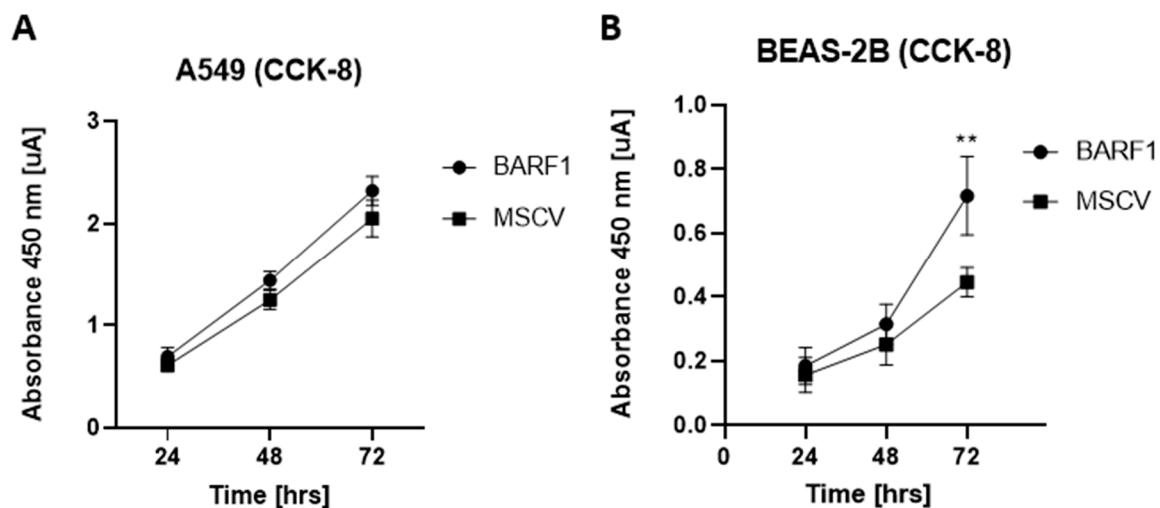 A
A549 (CCK-8)
Absorbance 450 nm [uA]
3
2
1
0
24 48 72
Time [hrs]
BARF1
MSCV
B
BEAS-2B (CCK-8)
Absorbance 450 nm [uA]
1.0
0.8
0.6
0.4
0.2
0.0
0 24 48 72
Time [hrs]
**
BARF1
MSCV